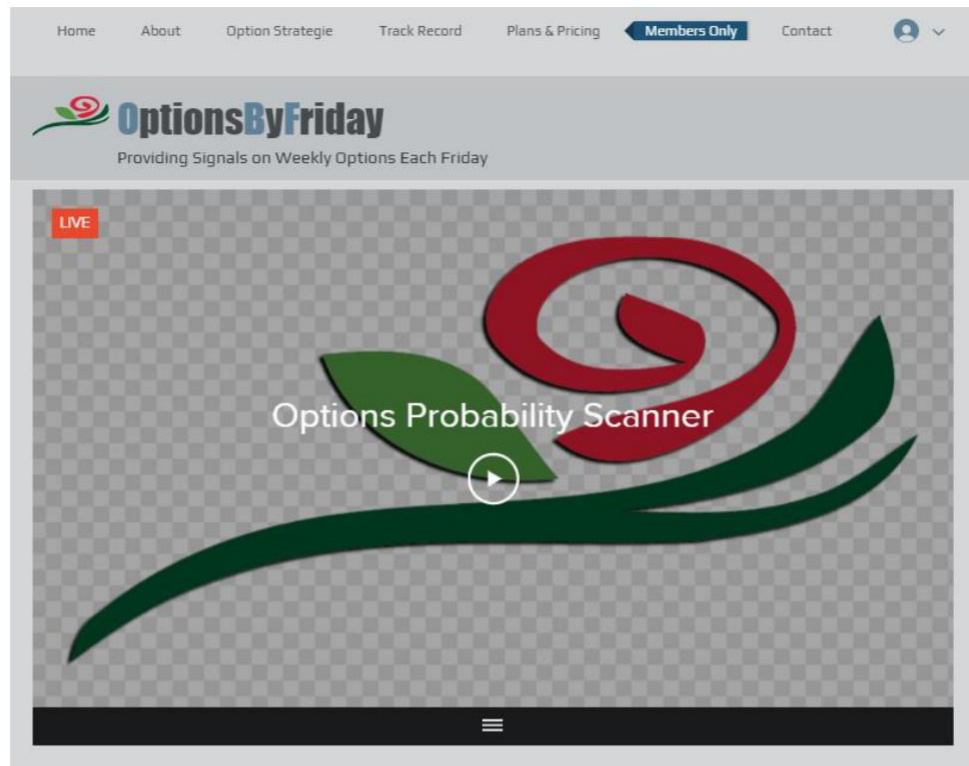 Home About Option Strategie Track Record Plans & Pricing Members Only Contact
OptionsByFriday
Providing Signals on Weekly Options Each Friday
LIVE
Options Probability Scanner